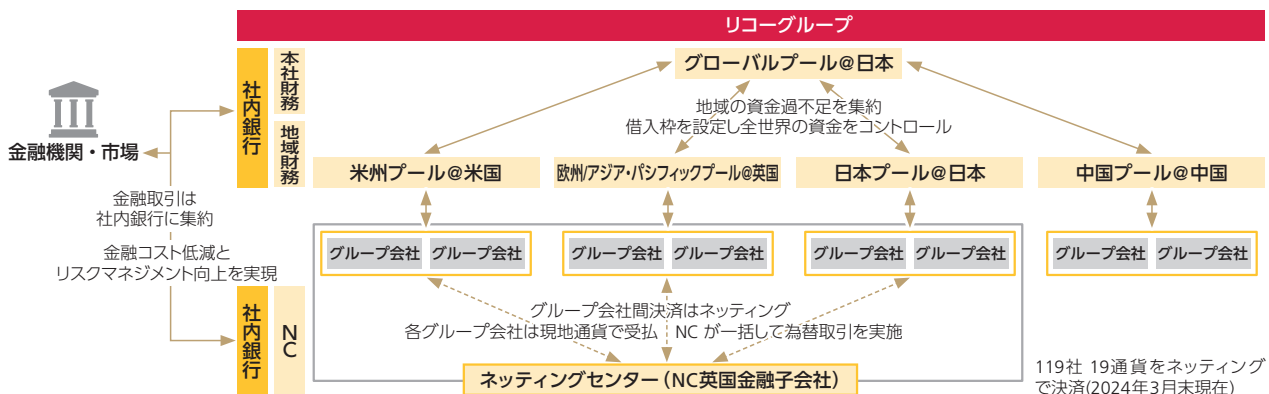 リコーグループ
社内銀行
本社財務
グローバルプール@日本
地域の資金過不足を集約
借入枠を設定し全世界の資金をコントロール
金融機関・市場
地域財務
米州プール@米国
欧州/アジア・パシフィックプール@英国
日本プール@日本
中国プール@中国
金融取引は
社内銀行に集約
金融コスト低減と
リスクマネジメント向上を実現
グループ会社 グループ会社
グループ会社 グループ会社
グループ会社 グループ会社
グループ会社 グループ会社
社内銀行
NC
グループ会社間決済はネッティング
各グループ会社は現地通貨で受払 NC が一括して為替取引を実施
ネッティングセンター(NC英国金融子会社)
119社 19通貨をネッティング
で決済(2024年3月末現在)